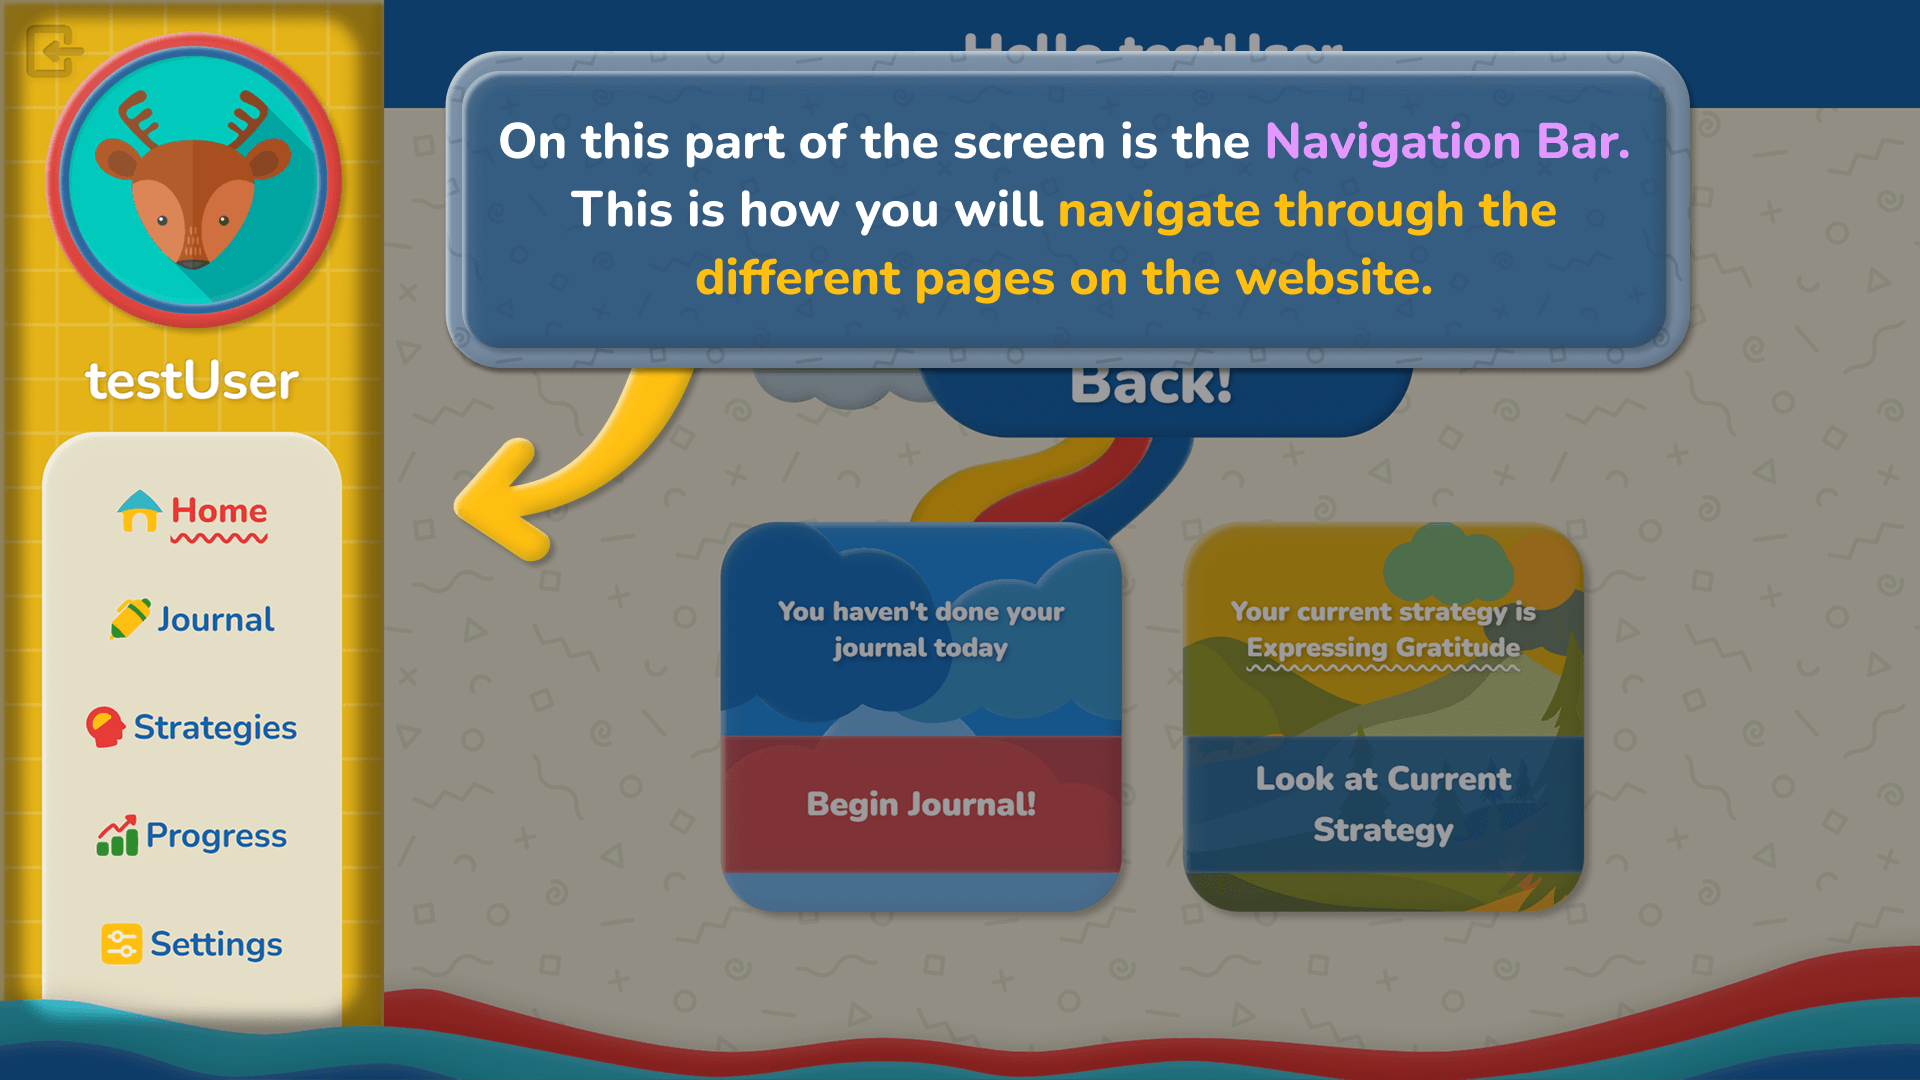 Hello testUser
On this part of the screen is the Navigation Bar.
This is how you will navigate through the
different pages on the website.
Back!
testUser
Home
Journal
Strategies
Progress
Settings
You haven't done your
journal today
Begin Journal!
Your current strategy is
Expressing Gratitude
Look at Current
Strategy